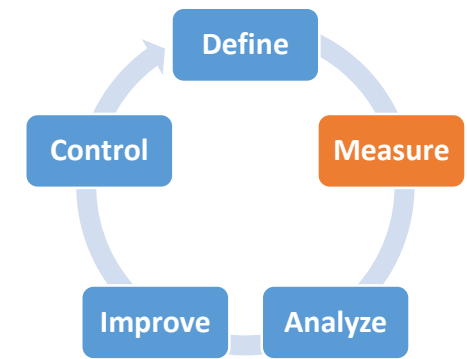 Define
Measure
Analyze
Improve
Control